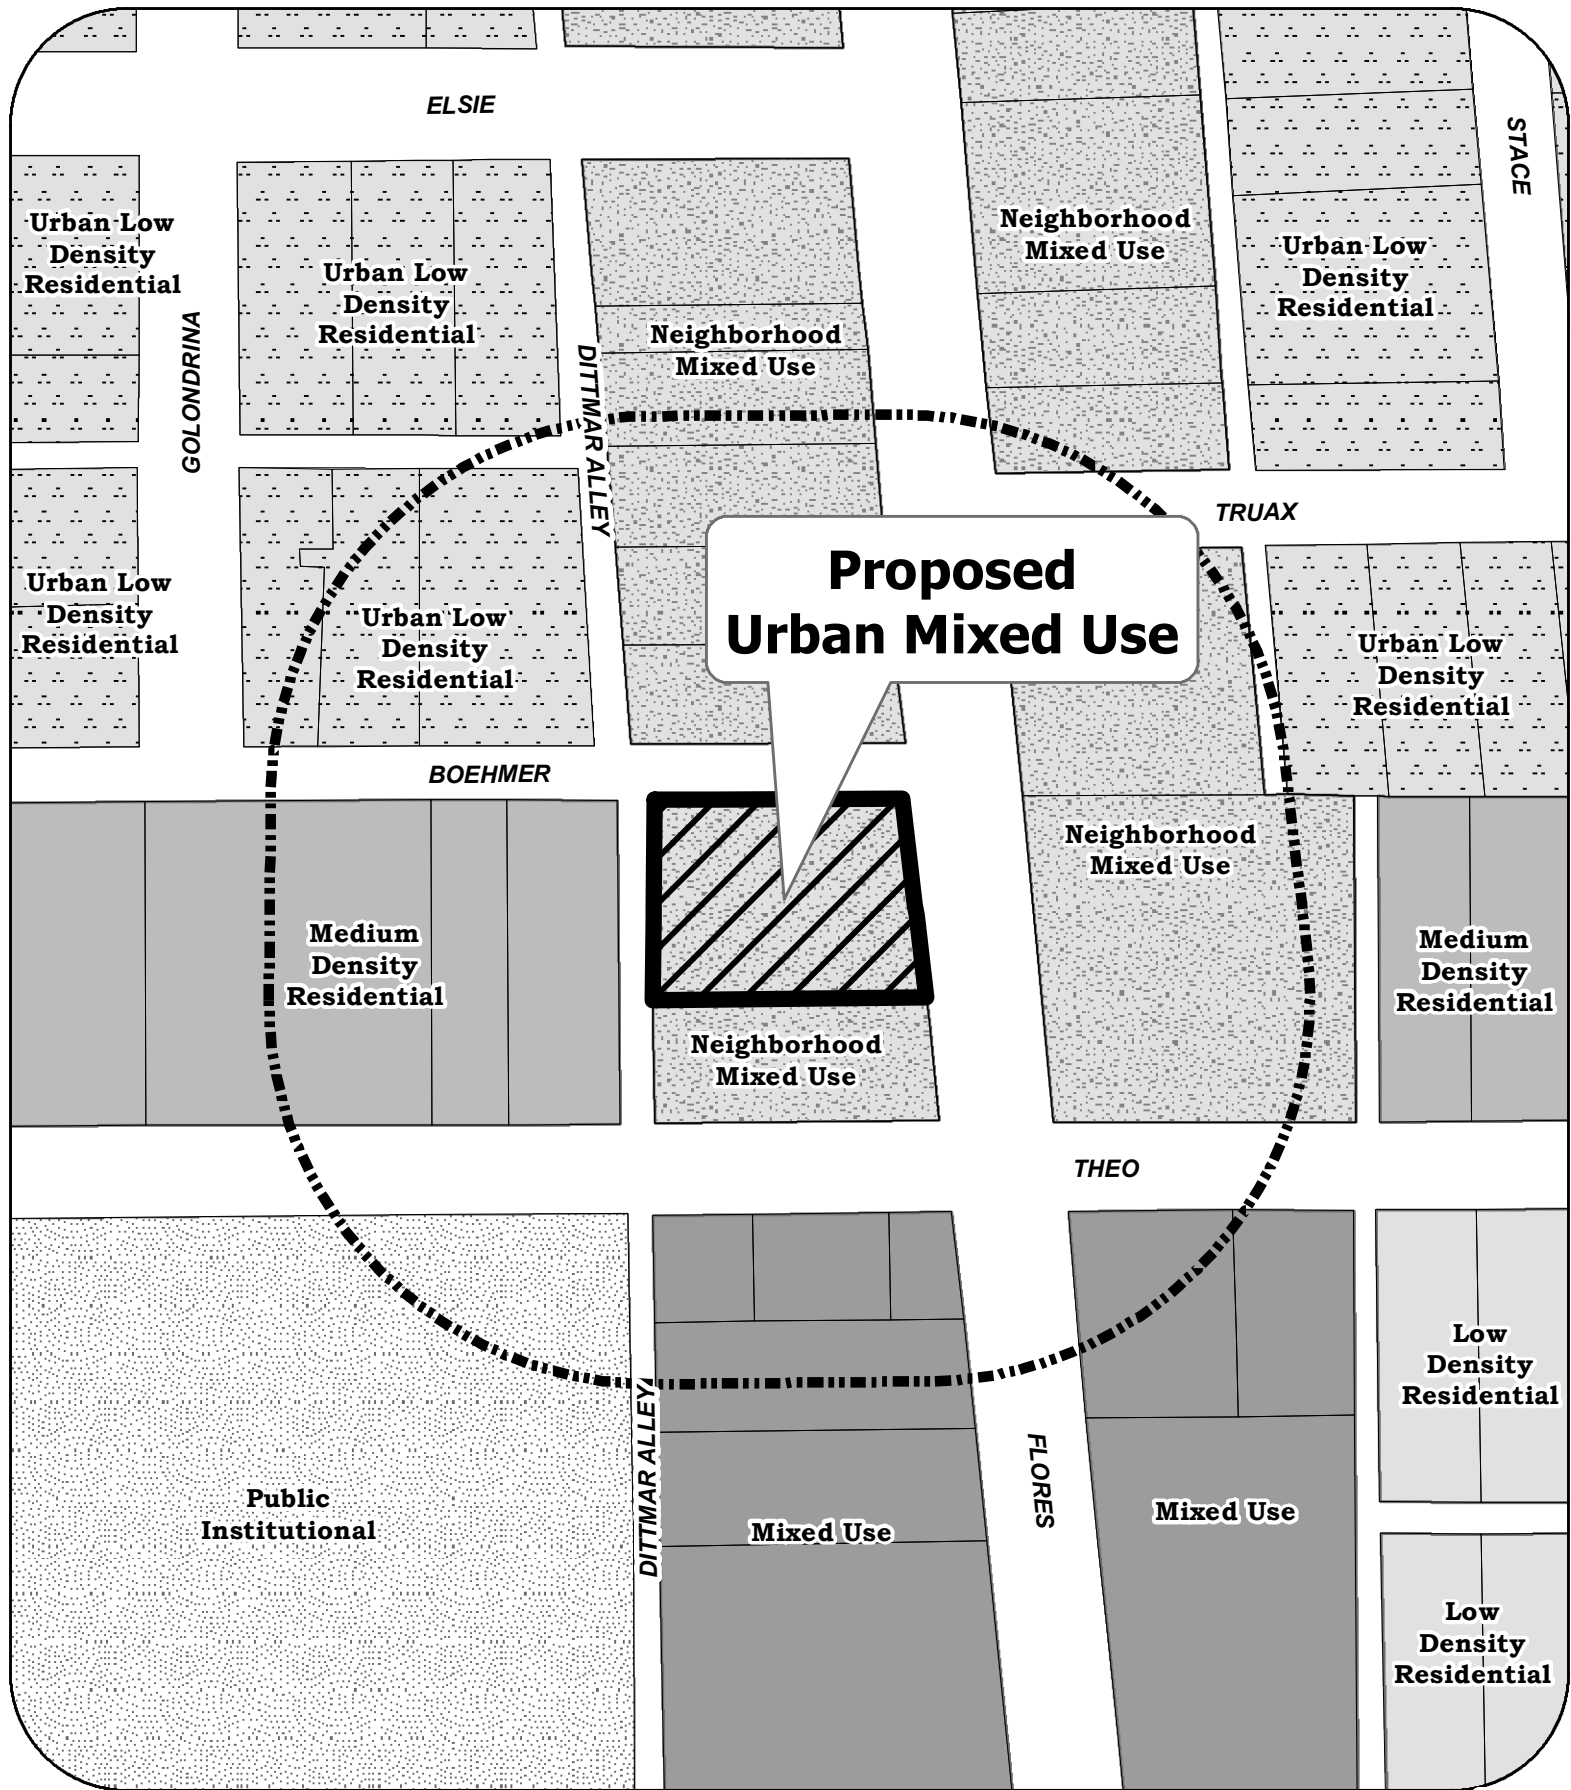 ELSIE
STACE
Urban Low
Density
Residential
Neighborhood
Mixed Use
Urban Low
Density
Residential
Urban Low
Density
Residential
GOLONDRINA
Neighborhood
Mixed Use
DITTMAR ALLEY
TRUAX
Proposed
Urban Mixed Use
Urban Low
Density
Residential
Urban Low
Density
Residential
Urban Low
Density
Residential
BOEHMER
Neighborhood
Mixed Use
Medium
Density
Residential
Medium
Density
Residential
Neighborhood
Mixed Use
THEO
Low
Density
Residential
DITTMAR ALLEY
FLORES
Public
Institutional
Mixed Use
Mixed Use
Low
Density
Residential